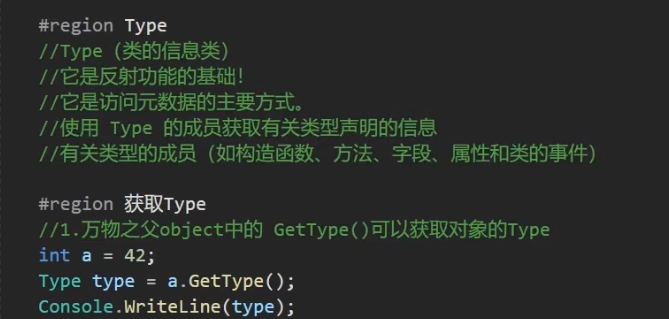 #region Type
//Type（类的信息类）
//它是反射功能的基础！
//它是访问元数据的主要方式。
//使用 Type 的成员获取有关类型声明的信息
//有关类型的成员（如构造函数、方法、字段、属性和类的事件）
#region 获取Type
//1.万物之父object中的 GetType()可以获取对象的Type
int a = 42;
Type type = a.GetType();
Console.WriteLine(type);